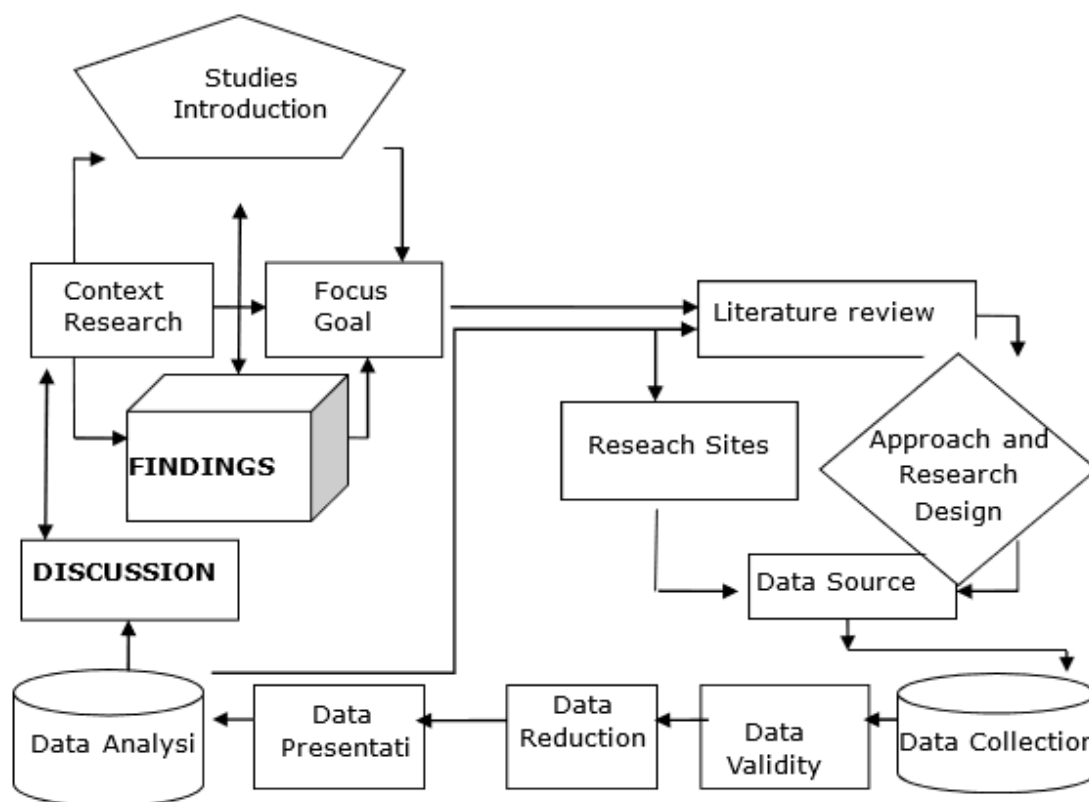 Studies
Introduction
Context
Research
Focus
Goal
Literature review
FINDINGS
Reseach Sites
Approach and
Research
Design
DISCUSSION
Data Source
Data Analysi
Data
Presentati
Data
Reduction
Data
Validity
Data Collection